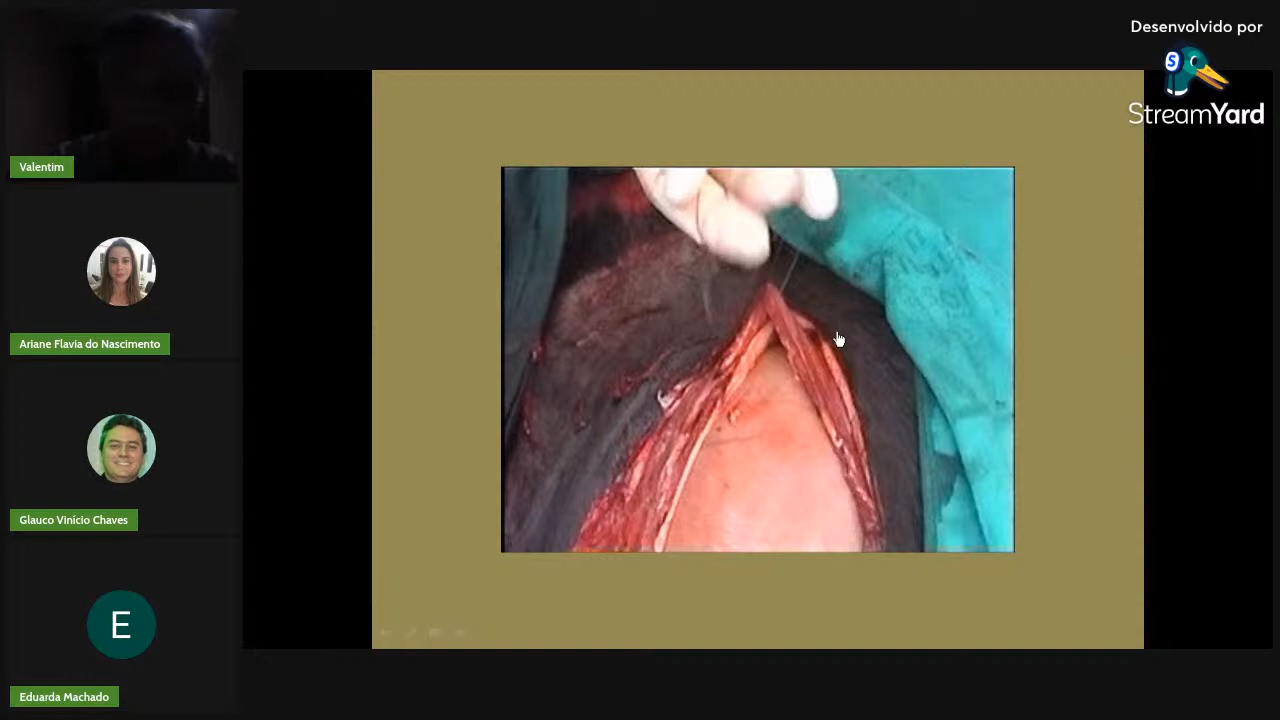 Desenvolvido por
S
StreamYard
Valentim
Ariane Flavia do Nascimento
Glauco Vinício Chaves
E
Eduarda Machado